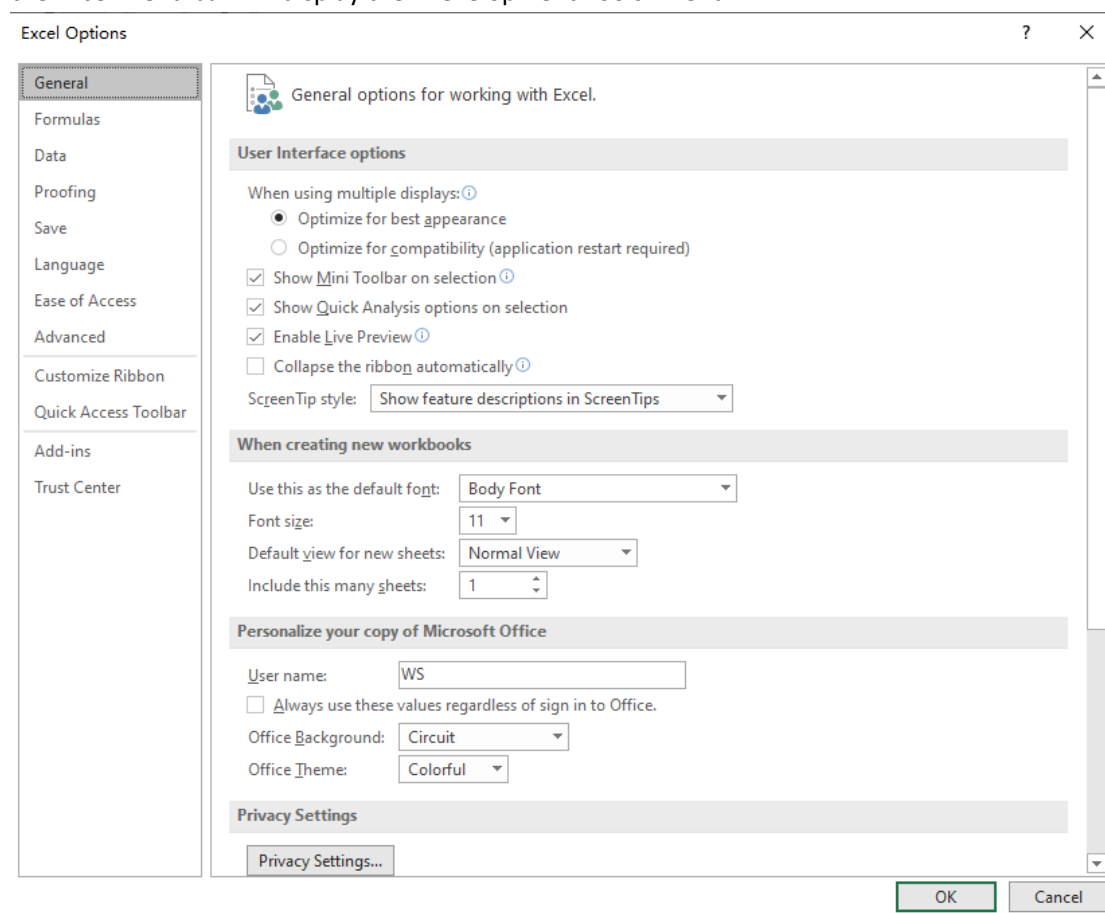 Excel Options
?
General
Formulas
Data
Proofing
Save
Language
Ease of Access
Advanced
Customize Ribbon
Quick Access Toolbar
Add-ins
Trust Center
General options for working with Excel.
User Interface options
When using multiple displays:
Optimize for best appearance
Optimize for compatibility (application restart required)
Show Mini Toolbar on selection
Show Quick Analysis options on selection
Enable Live Preview
Collapse the ribbon automatically
ScreenTip style: Show feature descriptions in ScreenTips
When creating new workbooks
Use this as the default font: Body Font
Font size: 11
Default view for new sheets: Normal View
Include this many sheets: 1
Personalize your copy of Microsoft Office
User name: WS
Always use these values regardless of sign in to Office.
Office Background: Circuit
Office Theme: Colorful
Privacy Settings
Privacy Settings...
OK Cancel